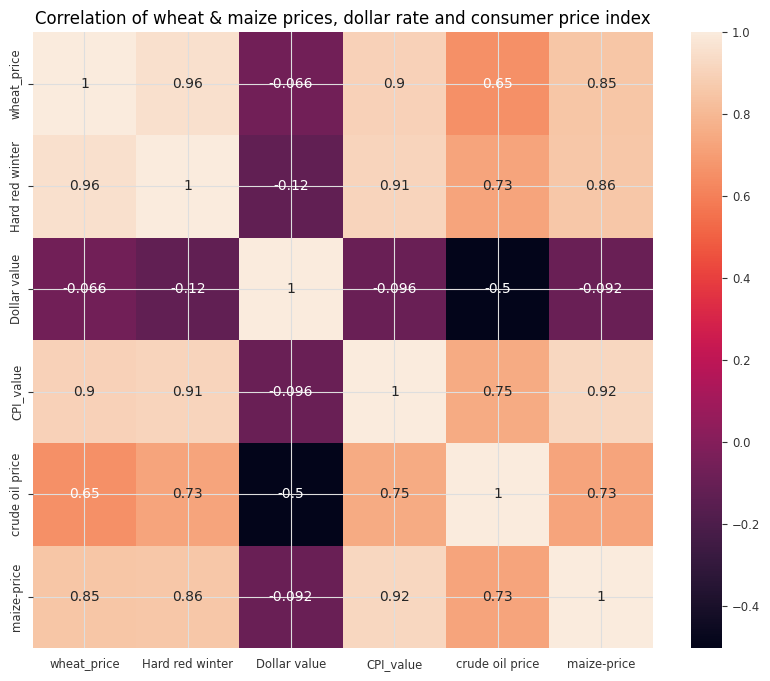 Correlation of wheat & maize prices, dollar rate and consumer price index
wheat_price
1 0.96 -0.066 0.9 0.65 0.85
Hard red winter
0.96 1 -0.12 0.91 0.73 0.86
Dollar value
-0.066 -0.12 1 -0.096 -0.5 -0.092
CPI_value
0.9 0.91 -0.096 1 0.75 0.92
crude oil price
0.65 0.73 -0.5 0.75 1 0.73
maize-price
0.85 0.86 -0.092 0.92 0.73 1
wheat_price Hard red winter Dollar value CPI_value crude oil price maize-price
1.0
0.8
0.6
0.4
0.2
0.0
−0.2
−0.4